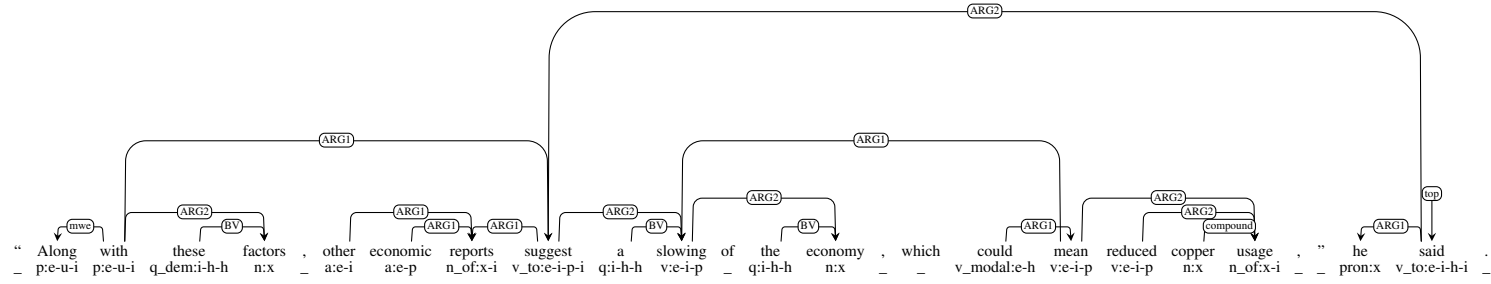 ARG2
ARG1 ARG1
top
ARG2 ARG1 ARG2 ARG2 ARG2
ARG2
mwe BV ARG1 ARG1 BV BV ARG1 compound ARG1
“ Along with these factors , other economic reports suggest a slowing of the economy , which could mean reduced copper usage , ” he said .
_ p:e-u-i p:e-u-i q_dem:i-h-h n:x _ a:e-i a:e-p n_of:x-i v_to:e-i-p-i q:i-h-h v:e-i-p _ q:i-h-h n:x _ _ v_modal:e-h v:e-i-p v:e-i-p n:x n_of:x-i _ _ pron:x v_to:e-i-h-i _